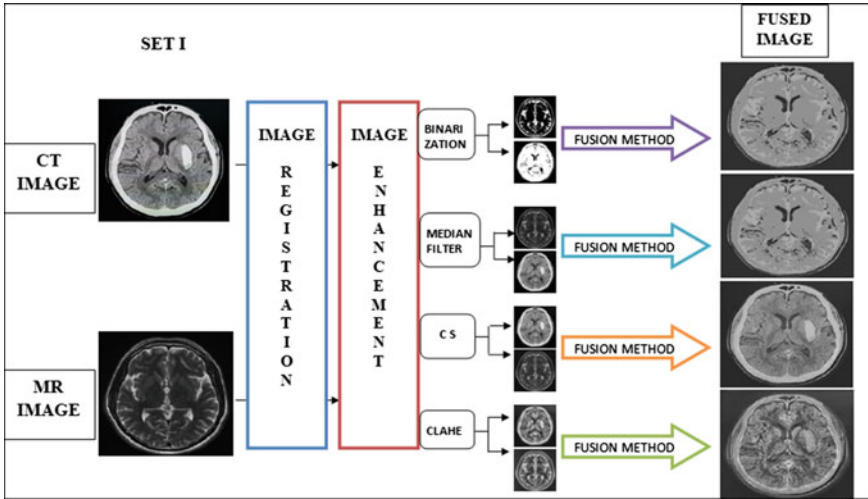 SET I
FUSED
IMAGE
CT
IMAGE
MR
IMAGE
IMAGE
R
E
G
I
S
T
R
A
T
I
O
N
IMAGE
E
N
H
A
N
C
E
M
E
N
T
BINARI
ZATION
FUSION METHOD
MEDIAN
FILTER
FUSION METHOD
C S
FUSION METHOD
CLAHE
FUSION METHOD